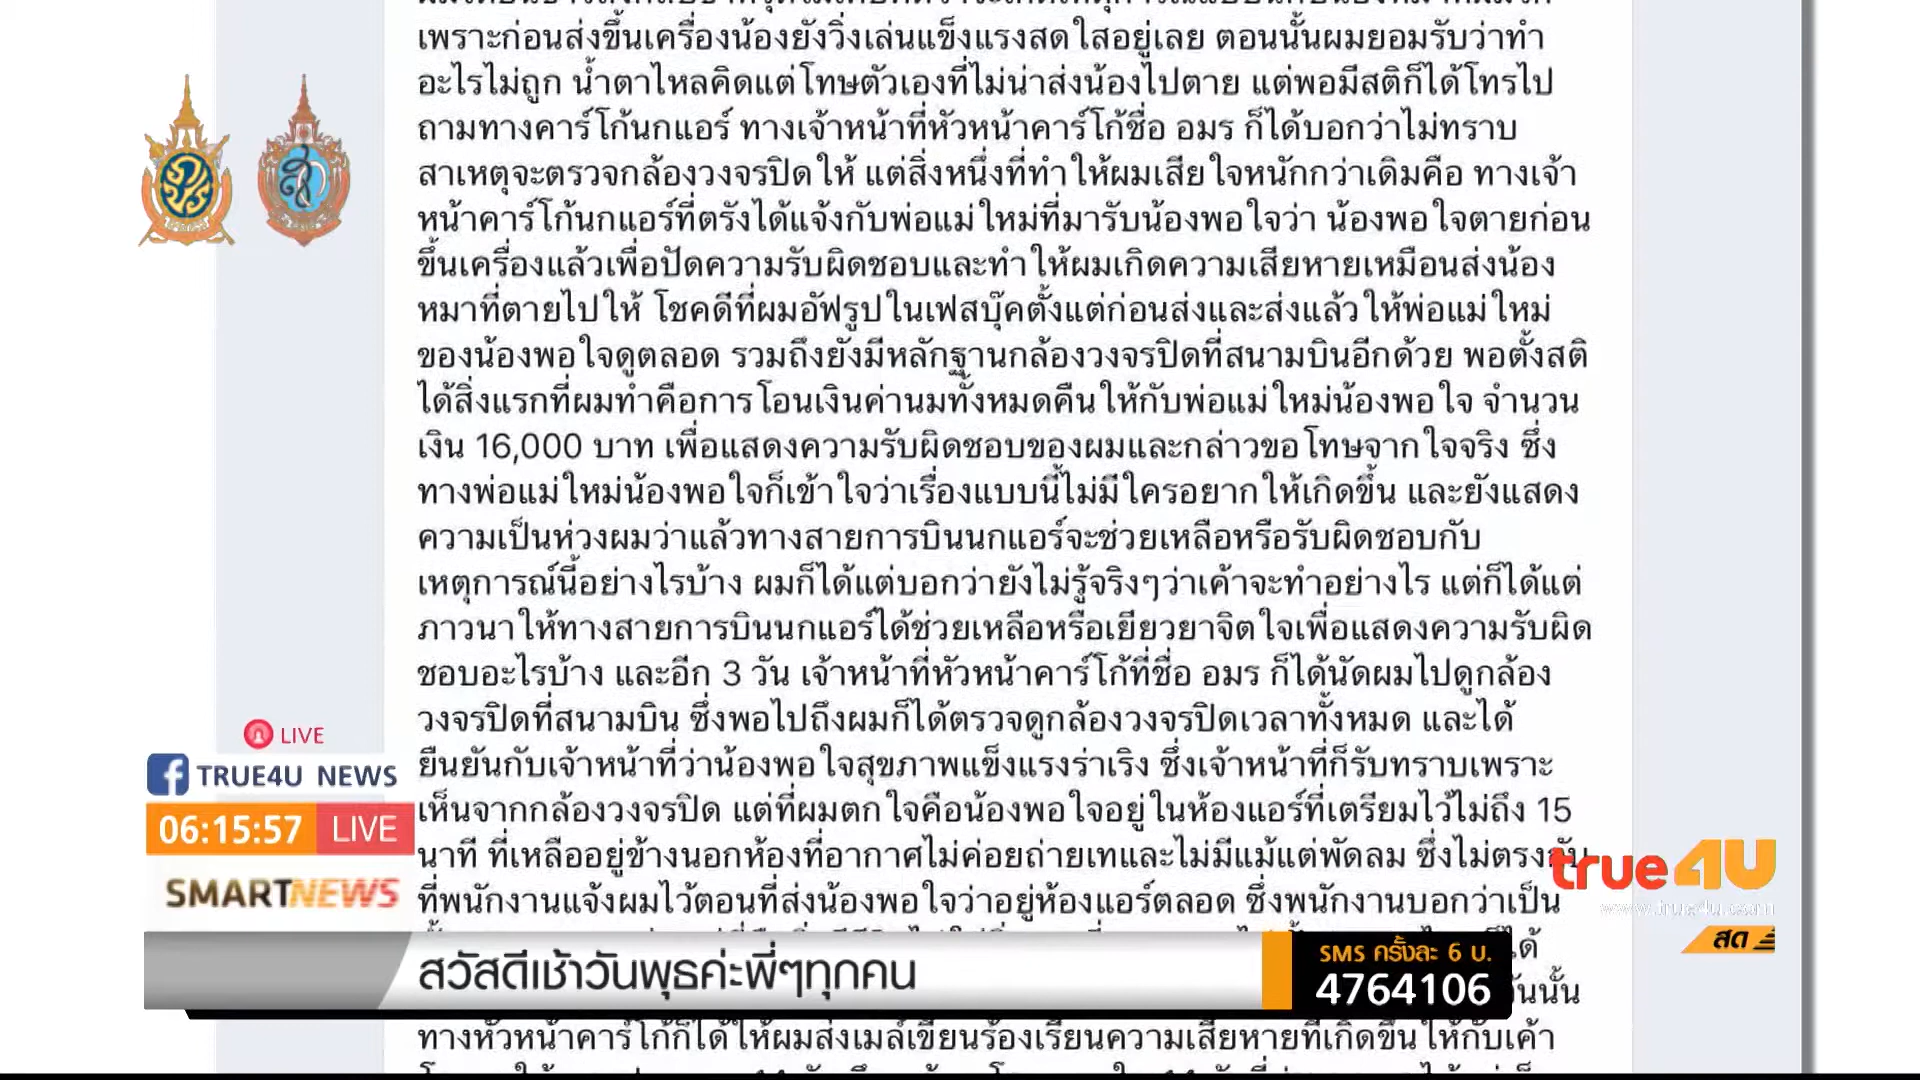 เพราะก่อนส่งขึ้นเครื่องน้องยังวิ่งเล่นแข็งแรงสดใสอยู่เลย ตอนนั้นผมยอมรับว่าทำ
อะไรไม่ถูก น้ำตาไหลคิดแต่โทษตัวเองที่ไม่น่าส่งน้องไปตาย แต่พอมีสติก็ได้โทรไป
ถามทางคาร์โก้นกแอร์ ทางเจ้าหน้าที่หัวหน้าคาร์โก้ชื่อ อมร ก็ได้บอกว่าไม่ทราบ
สาเหตุจะตรวจกล้องวงจรปิดให้ แต่สิ่งหนึ่งที่ทำให้ผมเสียใจหนักกว่าเดิมคือ ทางเจ้า
หน้าคาร์โก้นกแอร์ที่ตรังได้แจ้งกับพ่อแม่ใหม่ที่มารับน้องพอใจว่า น้องพอใจตายก่อน
ขึ้นเครื่องแล้วเพื่อปัดความรับผิดชอบและทำให้ผมเกิดความเสียหายเหมือนส่งน้อง
หมาที่ตายไปให้ โชคดีที่ผมอัฟรูปในเฟสบุ๊คตั้งแต่ก่อนส่งและส่งแล้วให้พ่อแม่ใหม่
ของน้องพอใจดูตลอด รวมถึงยังมีหลักฐานกล้องวงจรปิดที่สนามบินอีกด้วย พอตั้งสติ
ได้สิ่งแรกที่ผมทำคือการโอนเงินค่านมทั้งหมดคืนให้กับพ่อแม่ใหม่น้องพอใจ จำนวน
เงิน 16,000 บาท เพื่อแสดงความรับผิดชอบของผมและกล่าวขอโทษจากใจจริง ซึ่ง
ทางพ่อแม่ใหม่น้องพอใจก็เข้าใจว่าเรื่องแบบนี้ไม่มีใครอยากให้เกิดขึ้น และยังแสดง
ความเป็นห่วงผมว่าแล้วทางสายการบินนกแอร์จะช่วยเหลือหรือรับผิดชอบกับ
เหตุการณ์นี้อย่างไรบ้าง ผมก็ได้แต่บอกว่ายังไม่รู้จริงๆว่าเค้าจะทำอย่างไร แต่ก็ได้แต่
ภาวนาให้ทางสายการบินนกแอร์ได้ช่วยเหลือหรือเยียวยาจิตใจเพื่อแสดงความรับผิด
ชอบอะไรบ้าง และอีก 3 วัน เจ้าหน้าที่หัวหน้าคาร์โก้ที่ชื่อ อมร ก็ได้นัดผมไปดูกล้อง
วงจรปิดที่สนามบิน ซึ่งพอไปถึงผมก็ได้ตรวจดูกล้องวงจรปิดเวลาทั้งหมด และได้
ยืนยันกับเจ้าหน้าที่ว่าน้องพอใจสุขภาพแข็งแรงร่าเริง ซึ่งเจ้าหน้าที่ก็รับทราบเพราะ
เห็นจากกล้องวงจรปิด แต่ที่ผมตกใจคือน้องพอใจอยู่ในห้องแอร์ที่เตรียมไว้ไม่ถึง 15
นาที ที่เหลืออยู่ข้างนอกห้องที่อากาศไม่ค่อยถ่ายเทและไม่มีแม้แต่พัดลม ซึ่งไม่ตรงกับ
ที่พนักงานแจ้งผมไว้ตอนที่ส่งน้องพอใจว่าอยู่ห้องแอร์ตลอด ซึ่งพนักงานบอกว่าเป็น
ทางหัวหน้าคาร์โก้ก็ได้ให้ผมส่งเมล์เขียนร้องเรียนความเสียหายที่เกิดขึ้นให้กับเค้า
LIVE
TRUE4U NEWS
06:15:57 LIVE
SMARTNEWS
สวัสดีเช้าวันพุธค่ะพี่ๆทุกคน
SMS ครั้งละ 6 บ.
4764106
true4U
www.true4u.com
สด